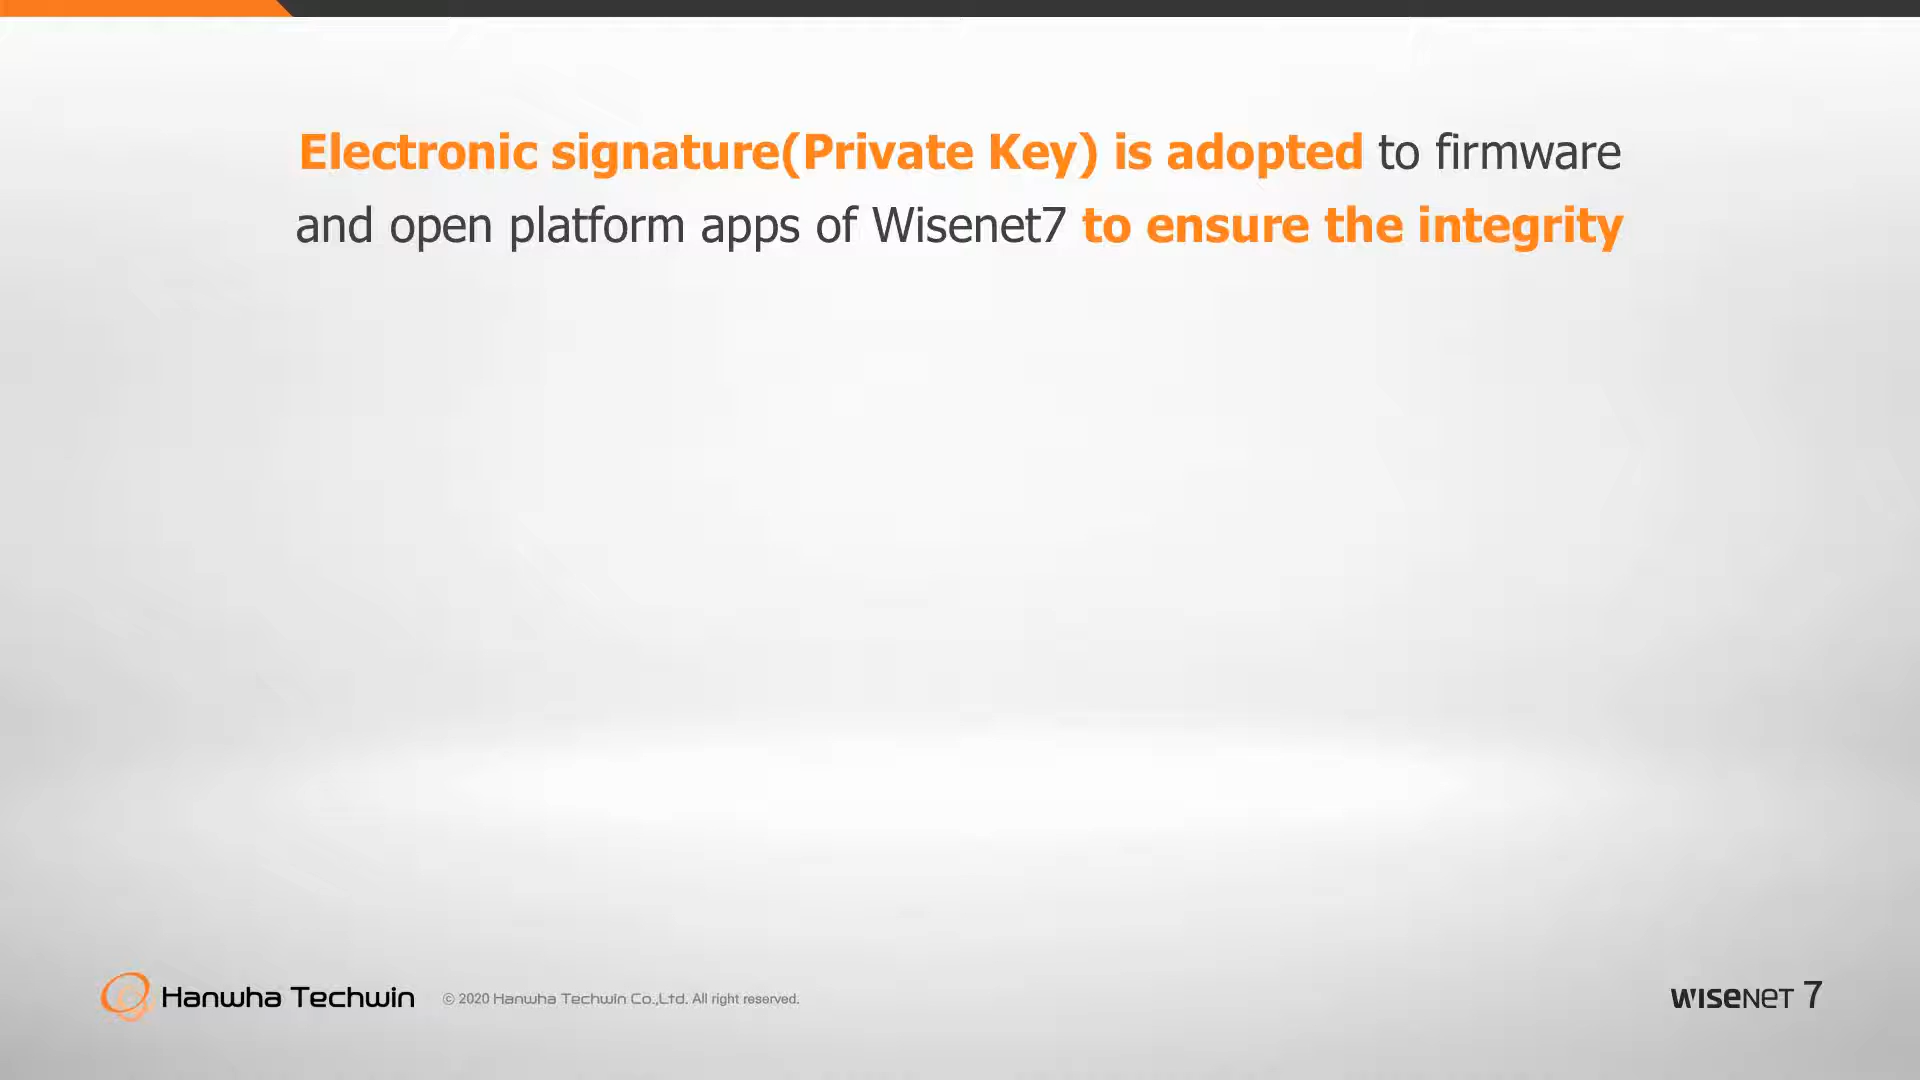 Electronic signature(Private Key) is adopted to firmware
and open platform apps of Wisenet7 to ensure the integrity
Hanwha Techwin © 2020 Hanwha Techwin Co.,Ltd. All right reserved.
WISENET 7